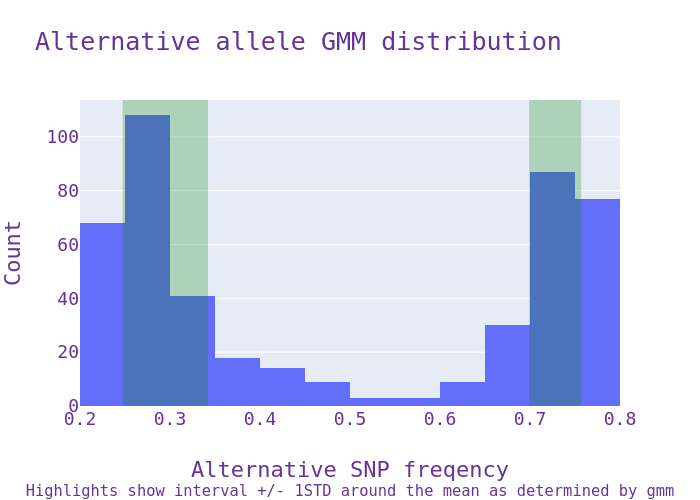 Alternative allele GMM distribution
100
80
60
40
20
0
Count
0.2 0.3 0.4 0.5 0.6 0.7 0.8
Alternative SNP freqency
Highlights show interval +/- 1STD around the mean as determined by gmm